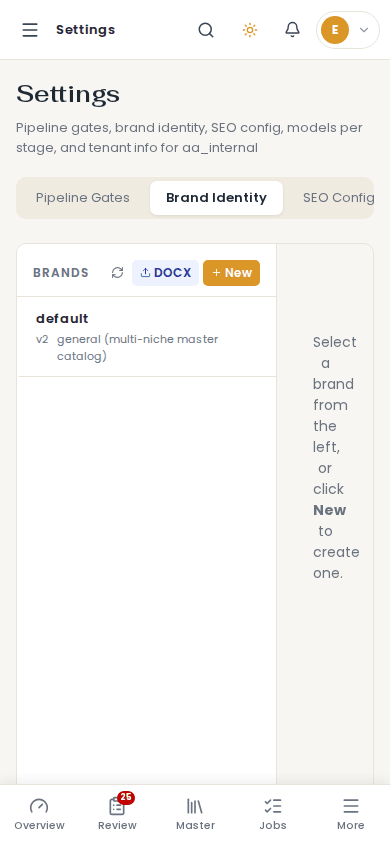 Settings
E
Settings
Pipeline gates, brand identity, SEO config, models per
stage, and tenant info for aa_internal
Pipeline Gates
Brand Identity
SEO Config
BRANDS
DOCX
+ New
default
v2 general (multi-niche master
catalog)
Select
a
brand
from
the
left,
or
click
New
to
create
one.
25
Overview
Review
Master
Jobs
More